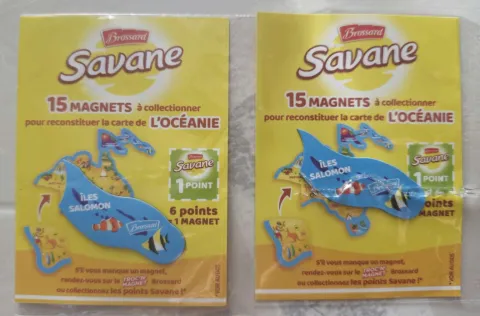 Brossard
Savane
15 MAGNETS à collectionner
pour reconstituer la carte de L'OCÉANIE
Savane
1 POINT
ÎLES
SALOMON
Brossard
6 points
1 MAGNET
S'il vous manque un magnet,
rendez-vous sur le Brossard
ou collectionnez les points Savane !*
Brossard
Savane
15 MAGNETS à collectionner
pour reconstituer la carte de L'OCÉANIE
Savane
1 POINT
ÎLES
SALOMON
points
MAGNET
S'il vous manque un magnet,
rendez-vous sur le Brossard
ou collectionnez les points Savane !*